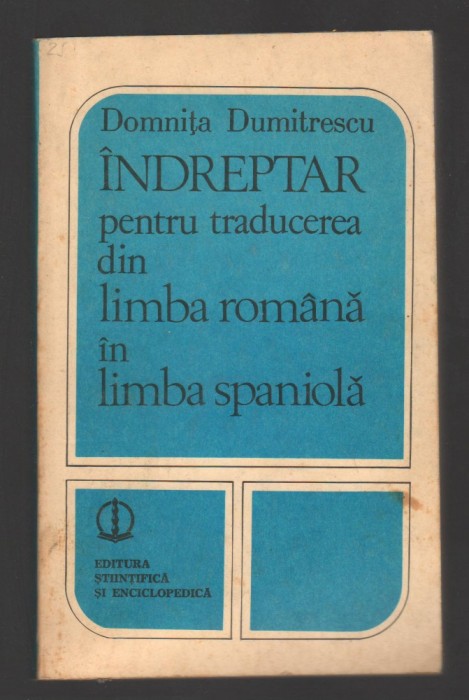 Domnița Dumitrescu
ÎNDREPTAR
pentru traducerea
din
limba română
în
limba spaniolă
EDITURA
ȘTIINȚIFICĂ
ȘI ENCICLOPEDICĂ